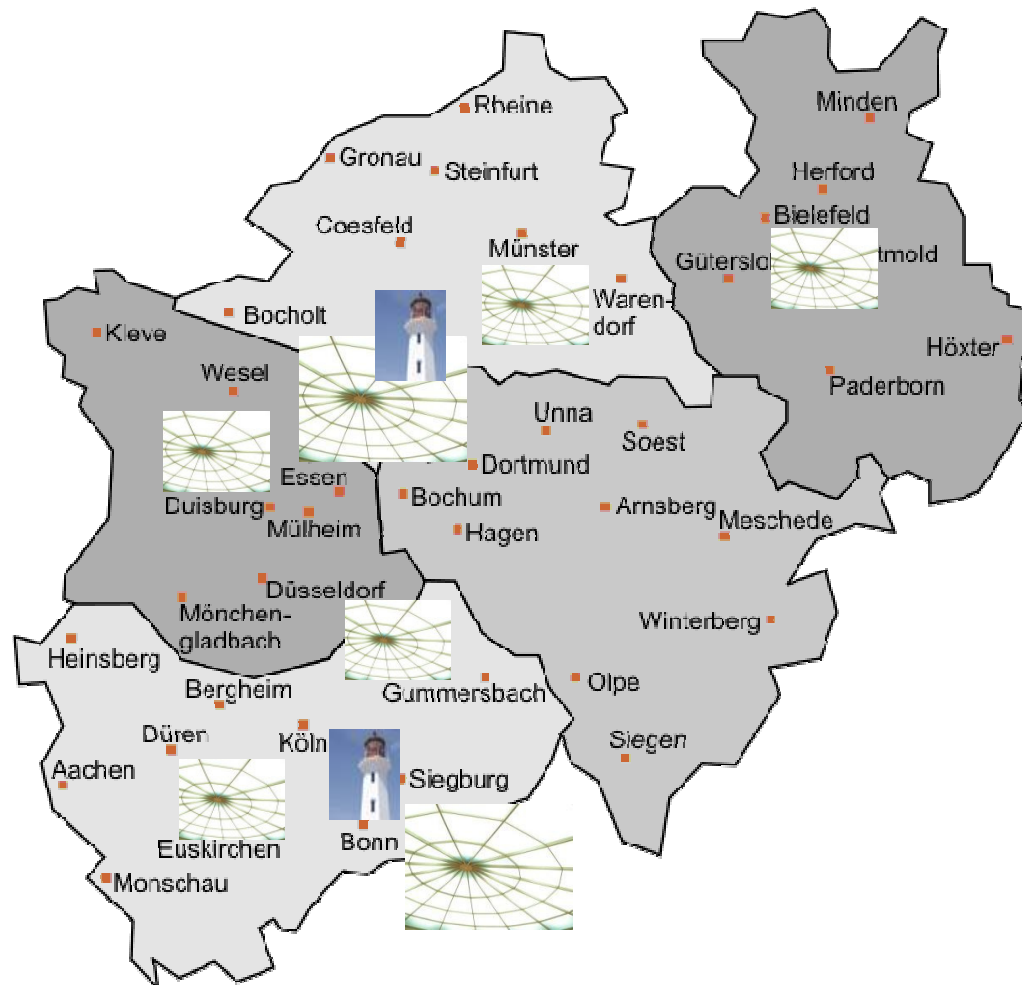 Rheine
Minden
Gronau
Steinfurt
Herford
Coesfeld
Bielefeld
Münster
Güterslo
tmold
Waren-
dorf
Bocholt
Kleve
Höxter
Wesel
Paderborn
Unna
Soest
Dortmund
Essen
Bochum
Duisburg
Arnsberg
Mülheim
Hagen
Meschede
Düsseldorf
Mönchen-
gladbach
Winterberg
Heinsberg
Bergheim
Gummersbach
Olpe
Düren
Köln
Siegen
Aachen
Siegburg
Euskirchen
Bonn
Monschau